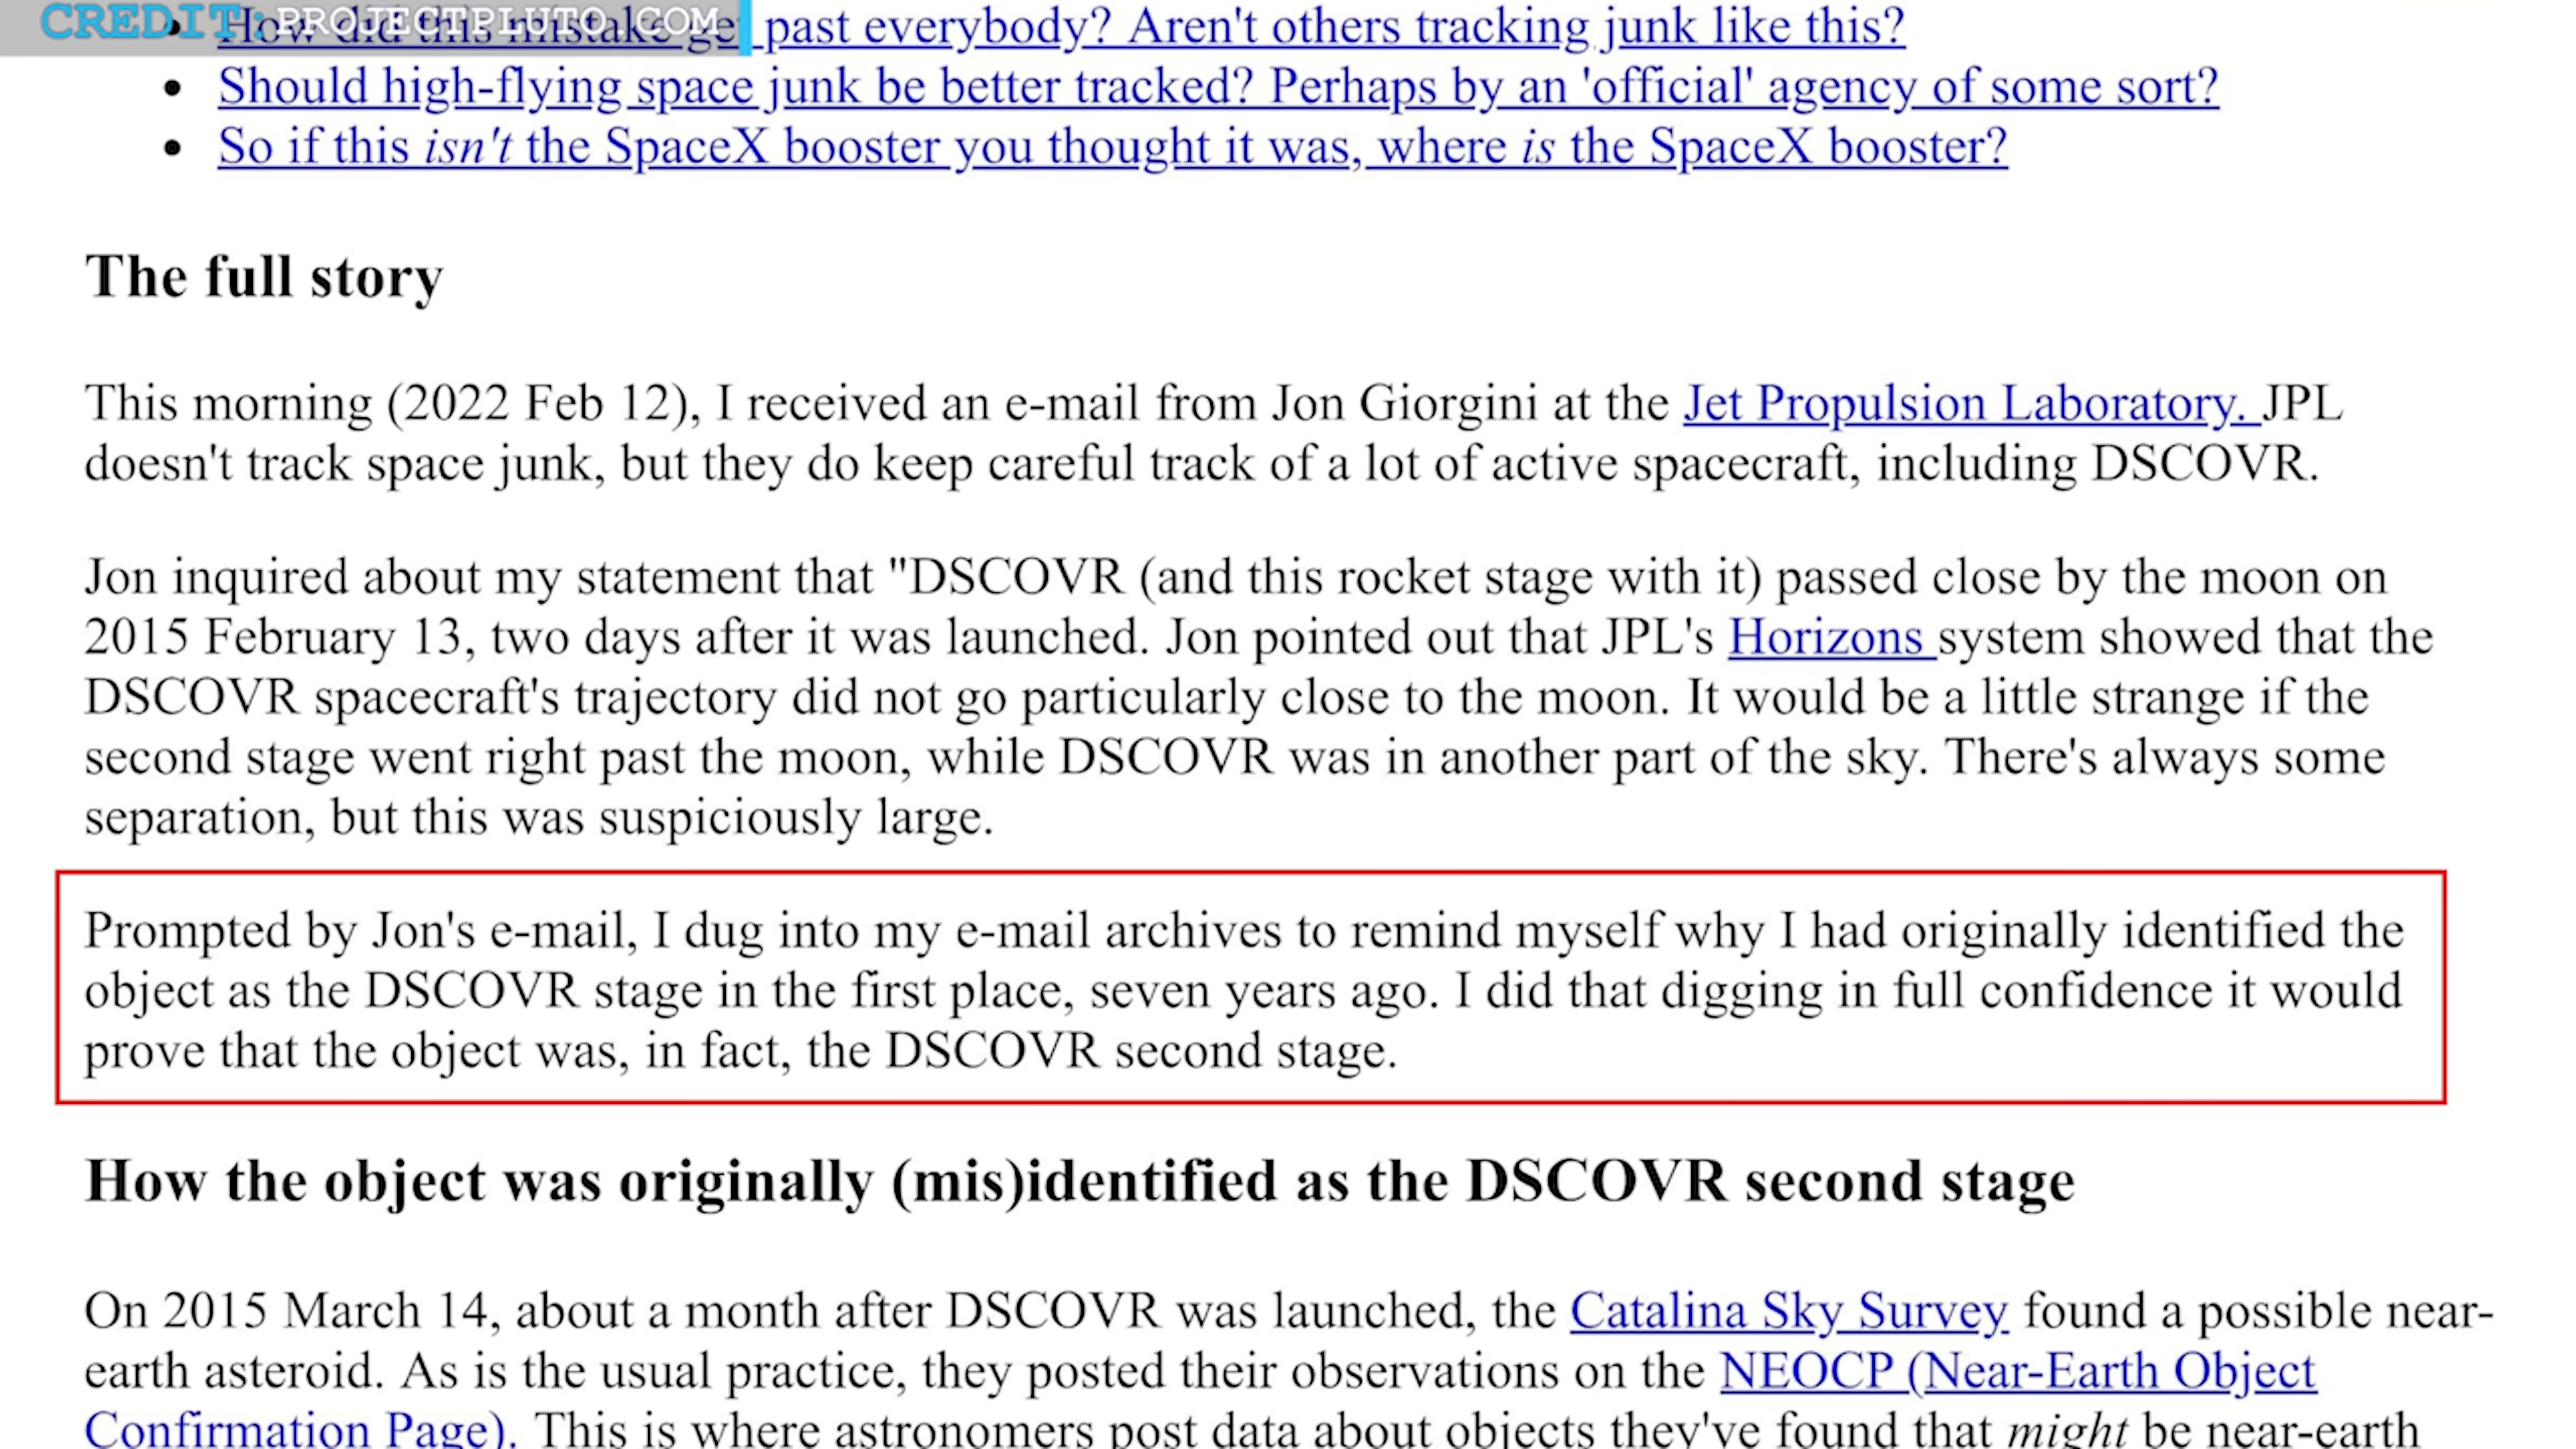 CREDIT: PROJECTPLUTO.COM
How did this mistake get past everybody? Aren't others tracking junk like this?
Should high-flying space junk be better tracked? Perhaps by an 'official' agency of some sort?
So if this isn't the SpaceX booster you thought it was, where is the SpaceX booster?
The full story
This morning (2022 Feb 12), I received an e-mail from Jon Giorgini at the Jet Propulsion Laboratory. JPL
doesn't track space junk, but they do keep careful track of a lot of active spacecraft, including DSCOVR.
Jon inquired about my statement that "DSCOVR (and this rocket stage with it) passed close by the moon on
2015 February 13, two days after it was launched. Jon pointed out that JPL's Horizons system showed that the
DSCOVR spacecraft's trajectory did not go particularly close to the moon. It would be a little strange if the
second stage went right past the moon, while DSCOVR was in another part of the sky. There's always some
separation, but this was suspiciously large.
Prompted by Jon's e-mail, I dug into my e-mail archives to remind myself why I had originally identified the
object as the DSCOVR stage in the first place, seven years ago. I did that digging in full confidence it would
prove that the object was, in fact, the DSCOVR second stage.
How the object was originally (mis)identified as the DSCOVR second stage
On 2015 March 14, about a month after DSCOVR was launched, the Catalina Sky Survey found a possible near-
earth asteroid. As is the usual practice, they posted their observations on the NEOCP (Near-Earth Object
Confirmation Page). This is where astronomers post data about objects they've found that might be near-earth